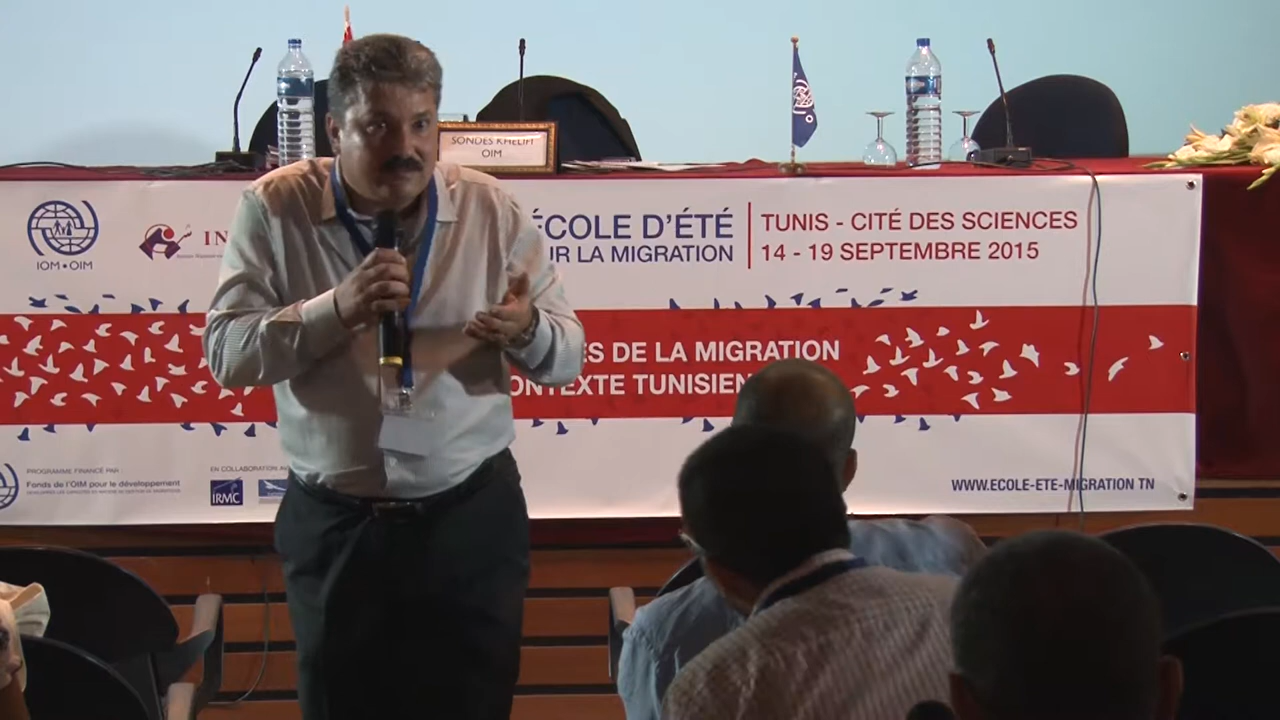 SONDES KHELIFI
OIM
IOM • OIM
IN
ÉCOLE D'ÉTÉ
UR LA MIGRATION
TUNIS - CITÉ DES SCIENCES
14 - 19 SEPTEMBRE 2015
ES DE LA MIGRATION
ONTEXTE TUNISIEN
PROGRAMME FINANCÉ PAR :
Fonds de l'OIM pour le développement
EN COLLABORATION A
IRMC
WWW.ECOLE-ETE-MIGRATION TN